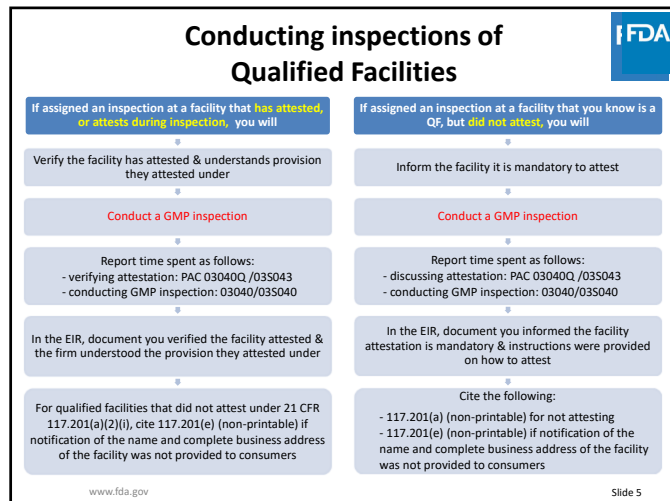 Conducting inspections of
Qualified Facilities
FDA
If assigned an inspection at a facility that has attested,
or attests during inspection, you will
Verify the facility has attested & understands provision
they attested under
Conduct a GMP inspection
Report time spent as follows:
- verifying attestation: PAC 03040Q /03S043
- conducting GMP inspection: 03040/03S040
In the EIR, document you verified the facility attested &
the firm understood the provision they attested under
For qualified facilities that did not attest under 21 CFR
117.201(a)(2)(i), cite 117.201(e) (non-printable) if
notification of the name and complete business address
of the facility was not provided to consumers
If assigned an inspection at a facility that you know is a
QF, but did not attest, you will
Inform the facility it is mandatory to attest
Conduct a GMP inspection
Report time spent as follows:
- discussing attestation: PAC 03040Q /03S043
- conducting GMP inspection: 03040/03S040
In the EIR, document you informed the facility
attestation is mandatory & instructions were provided
on how to attest
Cite the following:
- 117.201(a) (non-printable) for not attesting
- 117.201(e) (non-printable) if notification of the
name and complete business address of the facility
was not provided to consumers
www.fda.gov
Slide 5